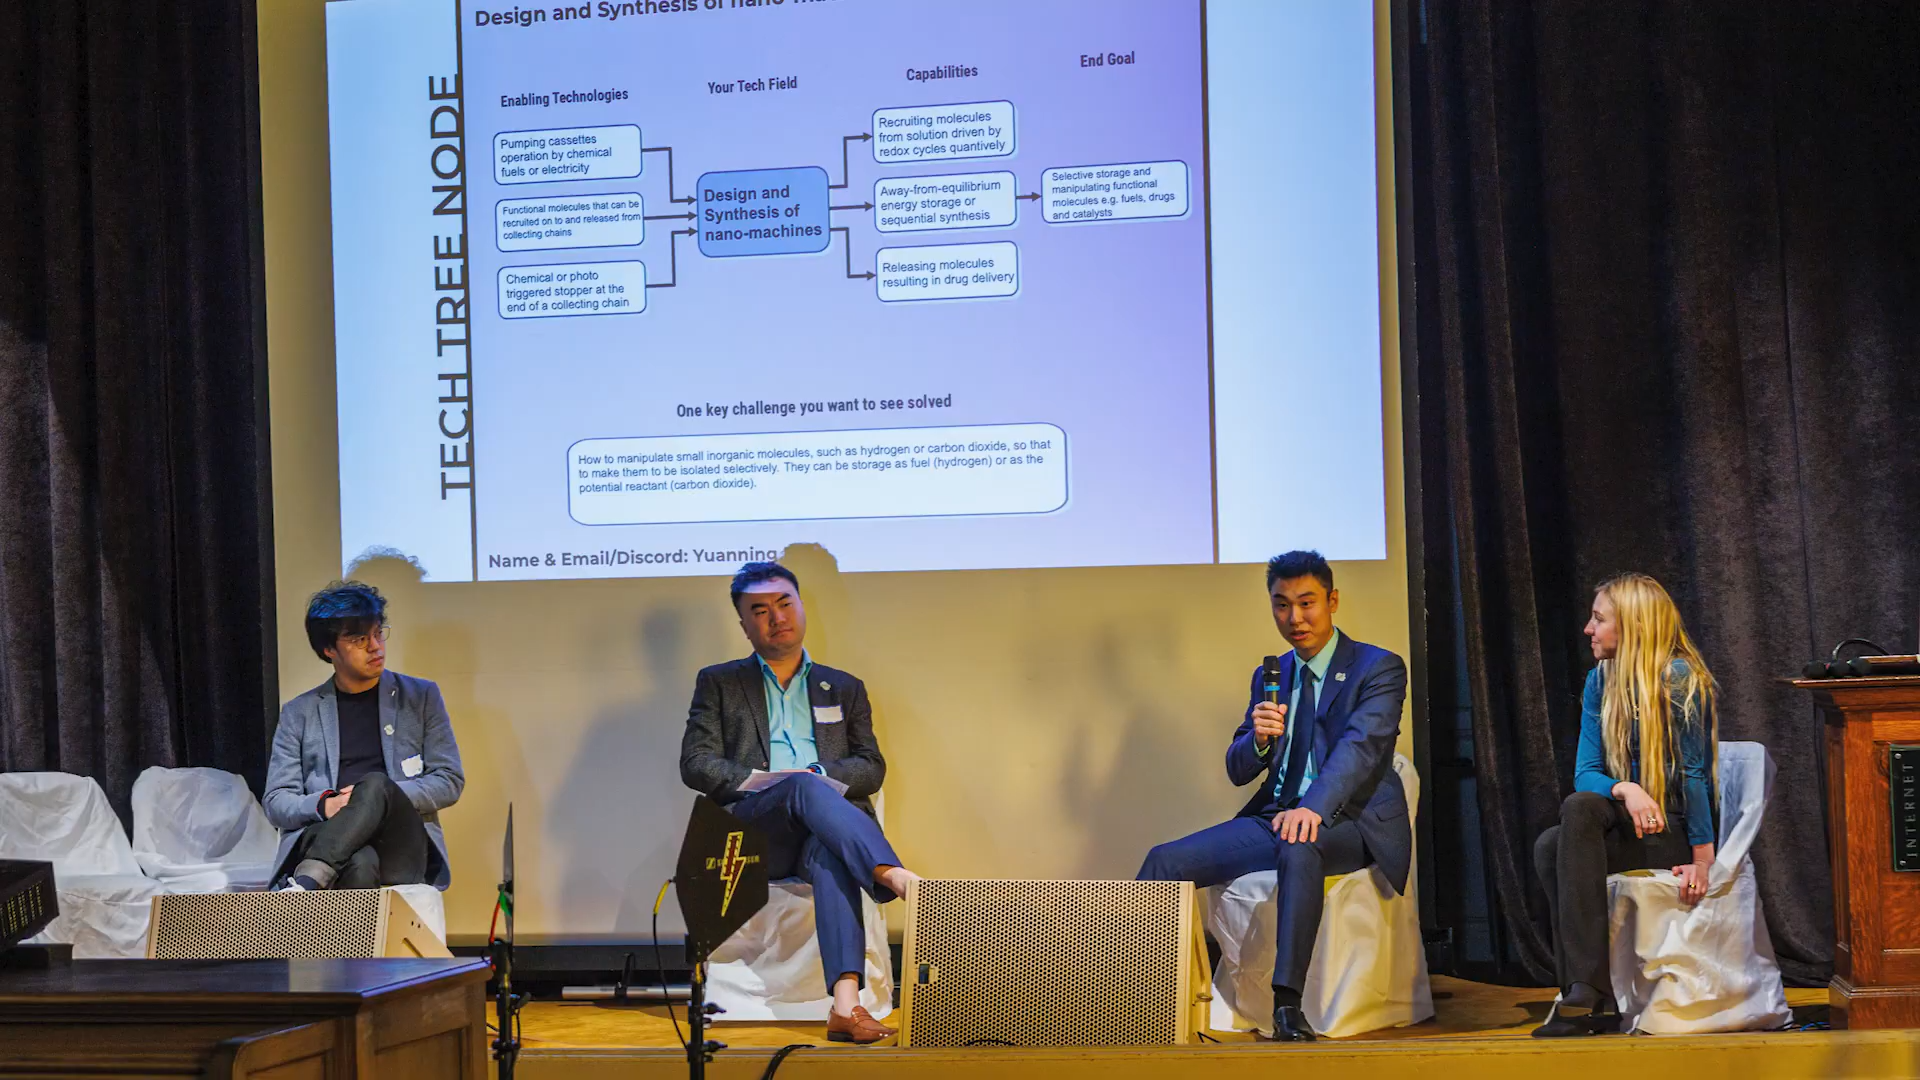 Design and Synthesis of
TECH TREE NODE
Enabling Technologies
Your Tech Field
Capabilities
End Goal
Pumping cassettes
operation by chemical
fuels or electricity
Functional molecules that can be
recruited on to and released from
collecting chains
Chemical or photo
triggered stopper at the
end of a collecting chain
Design and
Synthesis of
nano-machines
Recruiting molecules
from solution driven by
redox cycles quantively
Away-from-equilibrium
energy storage or
sequential synthesis
Releasing molecules
resulting in drug delivery
Selective storage and
manipulating functional
molecules e.g. fuels, drugs
and catalysts
One key challenge you want to see solved
How to manipulate small inorganic molecules, such as hydrogen or carbon dioxide, so that
to make them to be isolated selectively. They can be storage as fuel (hydrogen) or as the
potential reactant (carbon dioxide).
Name & Email/Discord: Yuanning
INTERNET